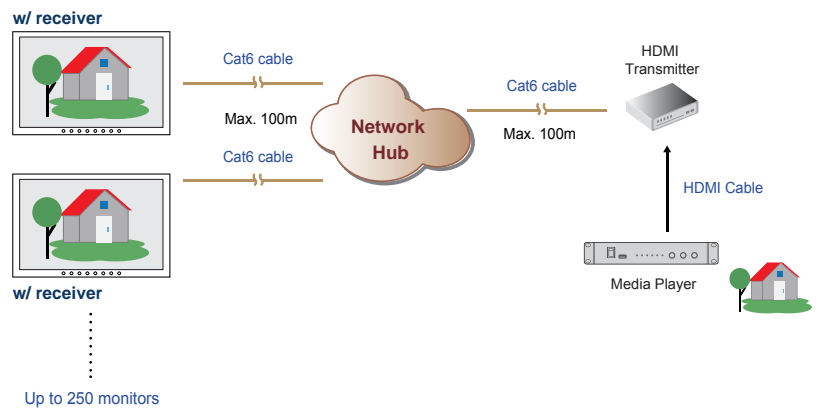 w/ receiver
Cat6 cable
Max. 100m
Cat6 cable
w/ receiver
Up to 250 monitors
Network
Hub
Cat6 cable
Max. 100m
HDMI
Transmitter
HDMI Cable
Media Player